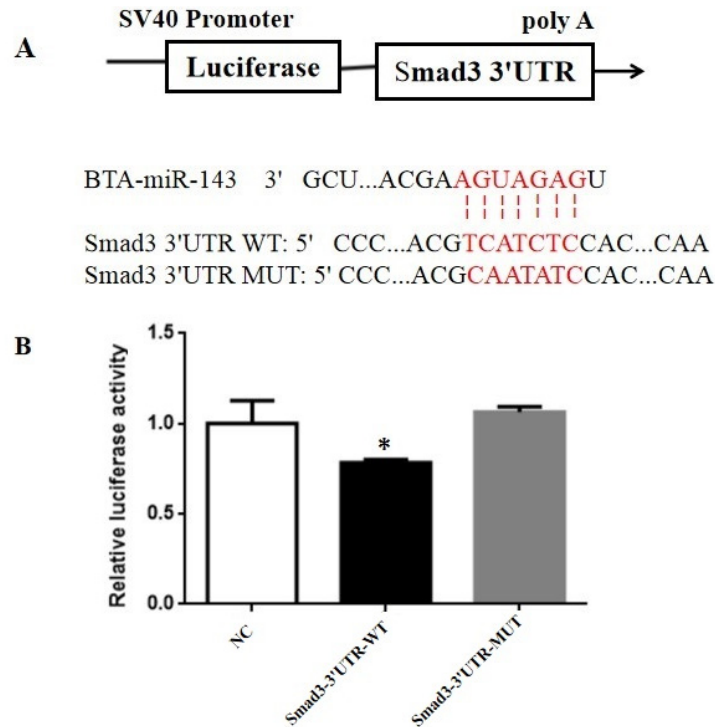 SV40 Promoter poly A
A
Luciferase Smad3 3'UTR
BTA-miR-143 3' GCU...ACGAAGUAGAGU
Smad3 3'UTR WT: 5' CCC...ACGTCATCTCCAC...CAA
Smad3 3'UTR MUT: 5' CCC...ACGCAATATCCAC...CAA
B
Relative luciferase activity
1.5
1.0
0.5
0.0
*
NC
Smad3-3'UTR-WT
Smad3-3'UTR-MUT